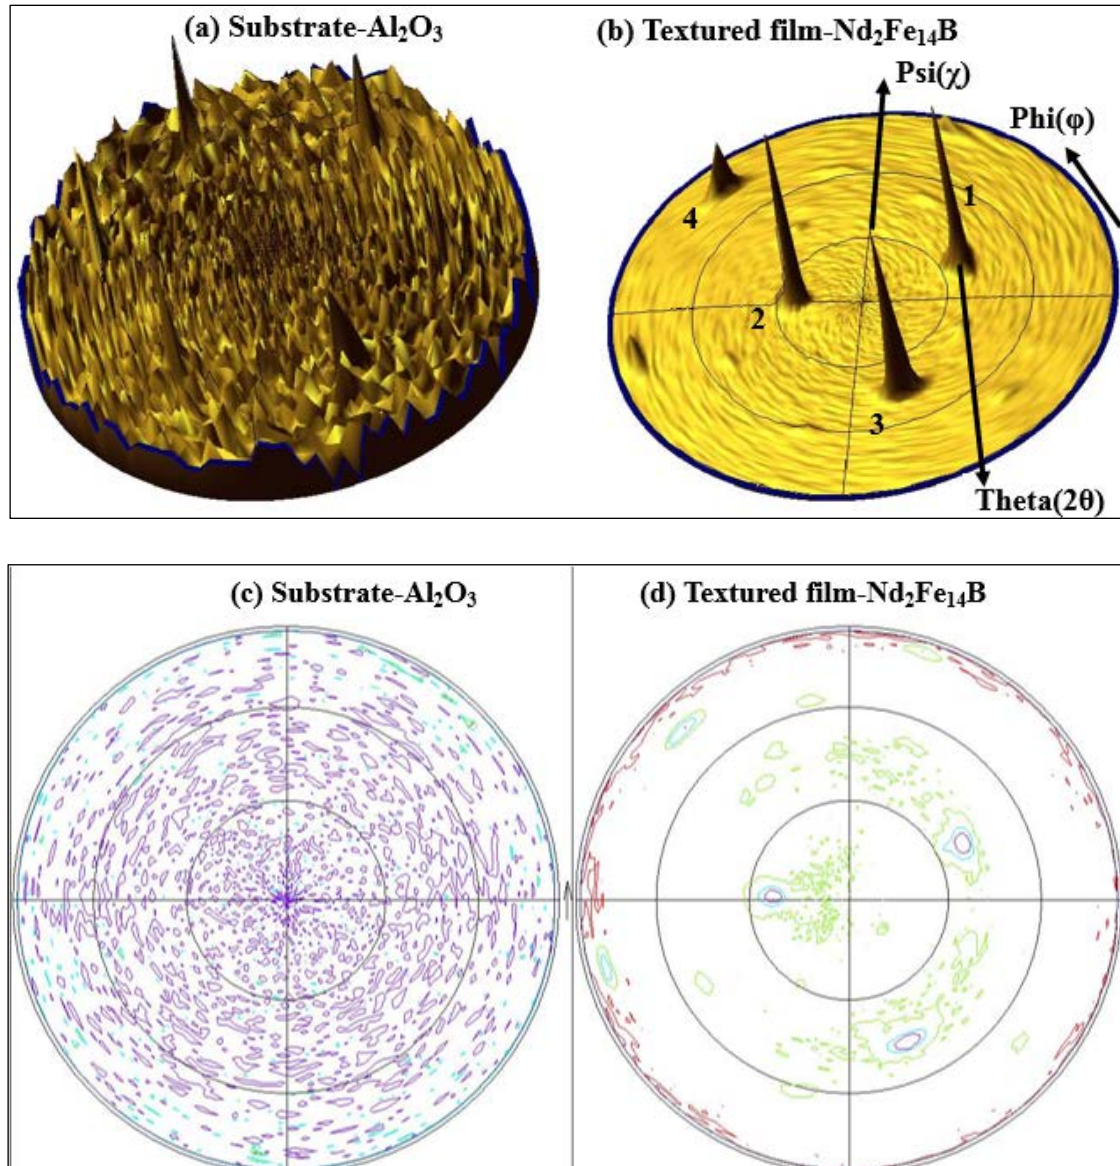 (a) Substrate-Al₂O₃
(b) Textured film-Nd₂Fe₁₄B
Psi(χ)
Phi(φ)
1
4
2
3
Theta(2θ)
(c) Substrate-Al₂O₃
(d) Textured film-Nd₂Fe₁₄B